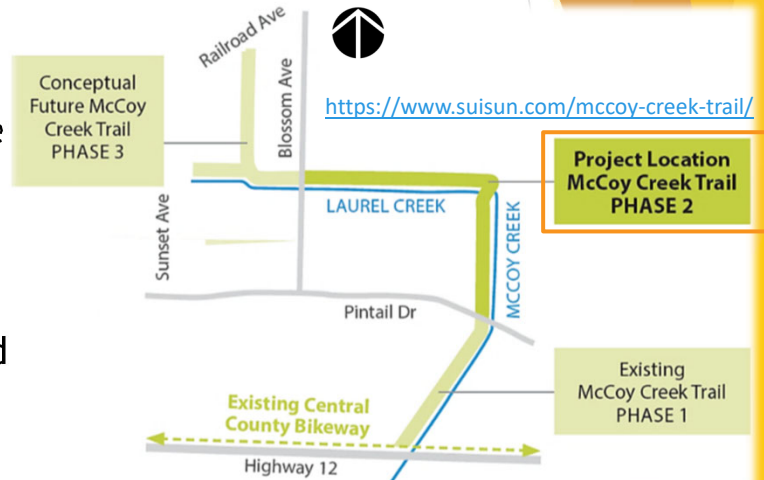 Railroad Ave
Blossom Ave
Conceptual
Future McCoy
Creek Trail
PHASE 3
https://www.suisun.com/mccoy-creek-trail/
Project Location
McCoy Creek Trail
PHASE 2
LAUREL CREEK
Sunset Ave
MCCOY CREEK
Pintail Dr
Existing
McCoy Creek Trail
PHASE 1
Existing Central
County Bikeway
Highway 12